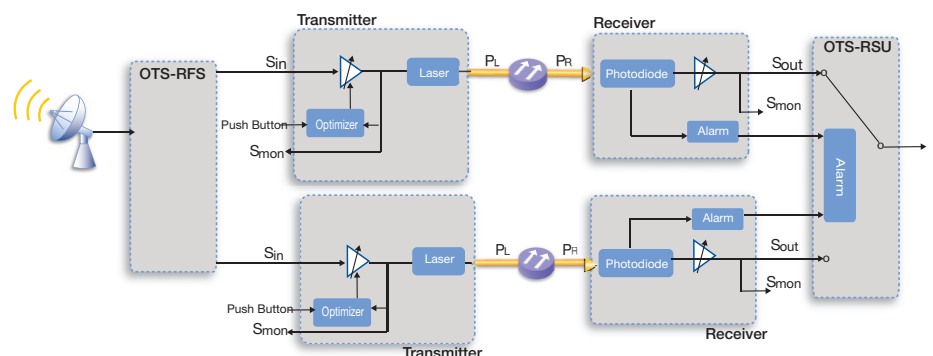 Transmitter
Receiver
OTS-RSU
OTS-RFS
Sin
Laser
PL
PR
Photodiode
Sout
Smon
Push Button
Optimizer
Alarm
Smon
Alarm
Alarm
Sin
Laser
PL
PR
Photodiode
Sout
Smon
Push Button
Optimizer
Smon
Receiver
Transmitter